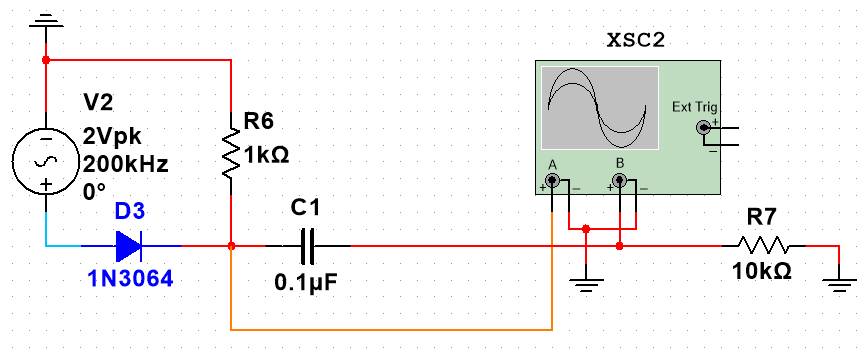 XSC2
V2
2Vpk
200kHz
0°
R6
1kΩ
Ext Trig
+
−
A
B
+
−
+
−
−
+
D3
1N3064
C1
0.1µF
R7
10kΩ